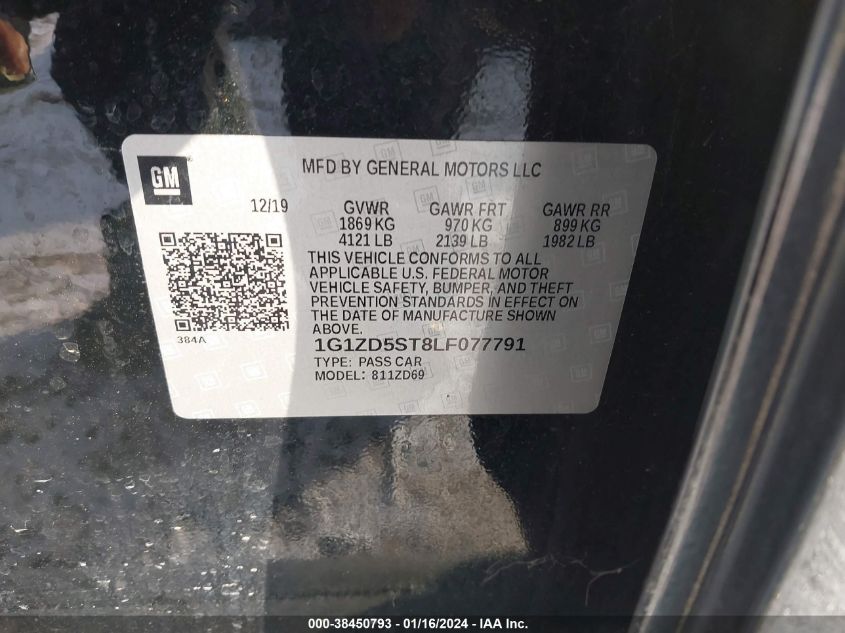 GM
MFD BY GENERAL MOTORS LLC
12/19 GVWR GAWR FRT GAWR RR
1869 KG 970 KG 899 KG
4121 LB 2139 LB 1982 LB
THIS VEHICLE CONFORMS TO ALL
APPLICABLE U.S. FEDERAL MOTOR
VEHICLE SAFETY, BUMPER, AND THEFT
PREVENTION STANDARDS IN EFFECT ON
THE DATE OF MANUFACTURE SHOWN
ABOVE.
384A
1G1ZD5ST8LF077791
TYPE: PASS CAR
MODEL: 811ZD69
000-38450793 - 01/16/2024 - IAA Inc.